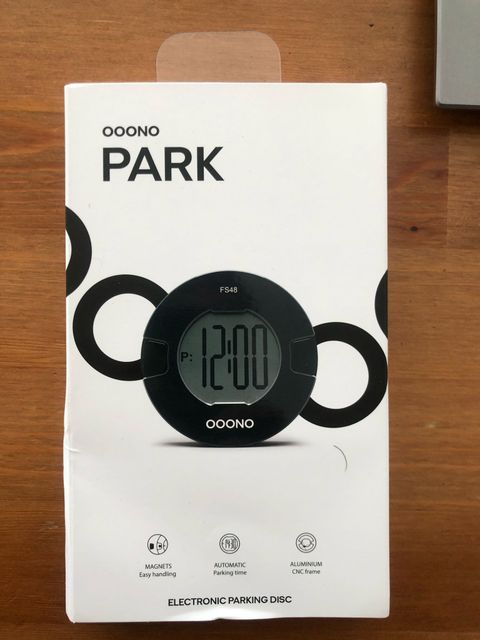 OOONO
PARK
FS48
P: 12:00
OOONO
MAGNETS
Easy handling
AUTOMATIC
Parking time
ALUMINIUM
CNC frame
ELECTRONIC PARKING DISC